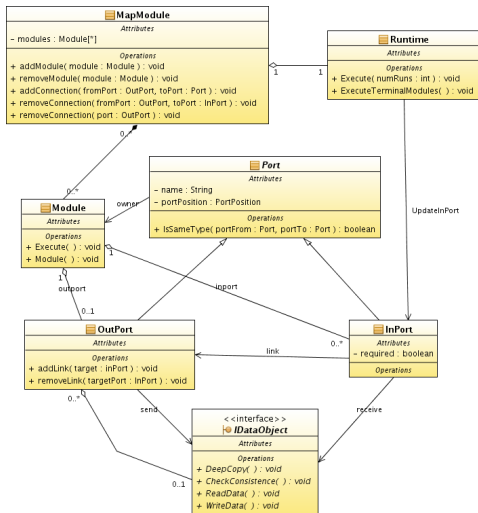 MapModule
Attributes
- modules : Module[*]
Operations
+ addModule( module : Module ) : void
+ removeModule( module : Module ) : void
+ addConnection( fromPort : OutPort, toPort : Port ) : void
+ removeConnection( fromPort : OutPort, toPort : InPort ) : void
+ removeConnection( port : OutPort ) : void
Runtime
Attributes
Operations
+ Execute( numRuns : int ) : void
+ ExecuteTerminalModules( ) : void
1
1
0..*
0..*
Port
Attributes
- name : String
- portPosition : PortPosition
Operations
+ IsSameType( portFrom : Port, portTo : Port ) : boolean
owner
UpdateInPort
Module
Attributes
Operations
+ Execute( ) : void
+ Module( ) : void
1
1
outport
0..1
inport
0..*
OutPort
Attributes
Operations
+ addLink( target : inPort ) : void
+ removeLink( targetPort : InPort ) : void
link
InPort
Attributes
- required : boolean
Operations
0..*
send
receive
0..1
<<interface>>
IDataObject
Attributes
Operations
+ DeepCopy( ) : void
+ CheckConsistence( ) : void
+ ReadData( ) : void
+ WriteData( ) : void